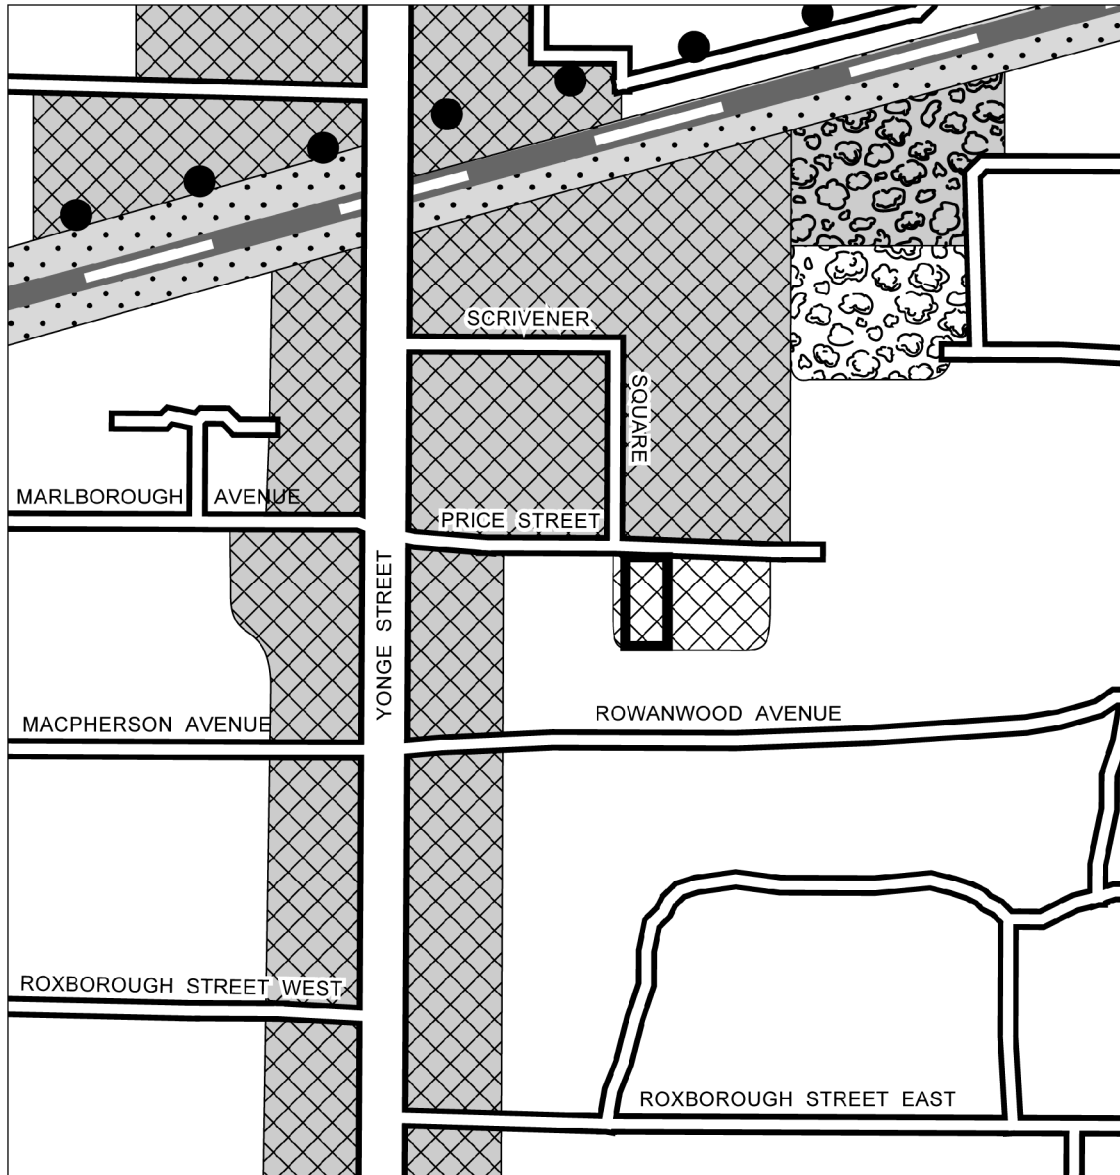 SCRIVENER
SQUARE
MARLBOROUGH AVENUE
PRICE STREET
YONGE STREET
MACPHERSON AVENUE
ROWANWOOD AVENUE
ROXBOROUGH STREET WEST
ROXBOROUGH STREET EAST